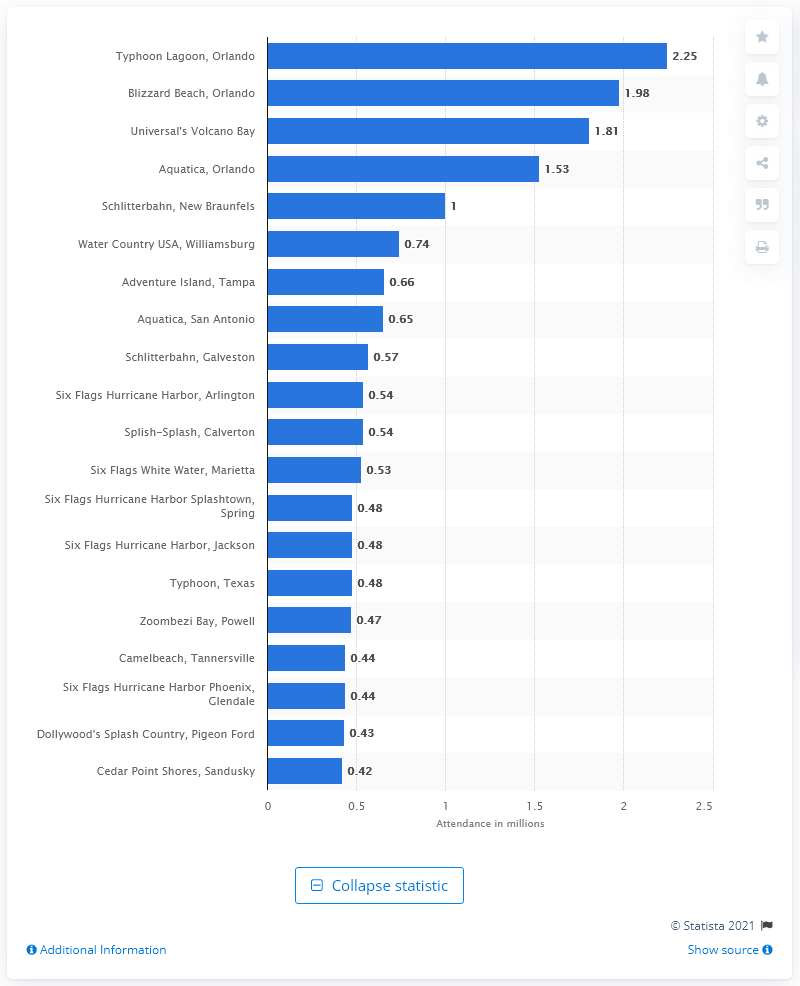 Typhoon Lagoon, Orlando 2.25
Blizzard Beach, Orlando 1.98
Universal's Volcano Bay 1.81
Aquatica, Orlando 1.53
Schlitterbahn, New Braunfels 1
Water Country USA, Williamsburg 0.74
Adventure Island, Tampa 0.66
Aquatica, San Antonio 0.65
Schlitterbahn, Galveston 0.57
Six Flags Hurricane Harbor, Arlington 0.54
Splish-Splash, Calverton 0.54
Six Flags White Water, Marietta 0.53
Six Flags Hurricane Harbor Splashtown,
Spring 0.48
Six Flags Hurricane Harbor, Jackson 0.48
Typhoon, Texas 0.48
Zoombezi Bay, Powell 0.47
Camelbeach, Tannersville 0.44
Six Flags Hurricane Harbor Phoenix,
Glendale 0.44
Dollywood's Splash Country, Pigeon Ford 0.43
Cedar Point Shores, Sandusky 0.42
0 0.5 1 1.5 2 2.5
Attendance in millions
Collapse statistic
© Statista 2021
Additional Information
Show source